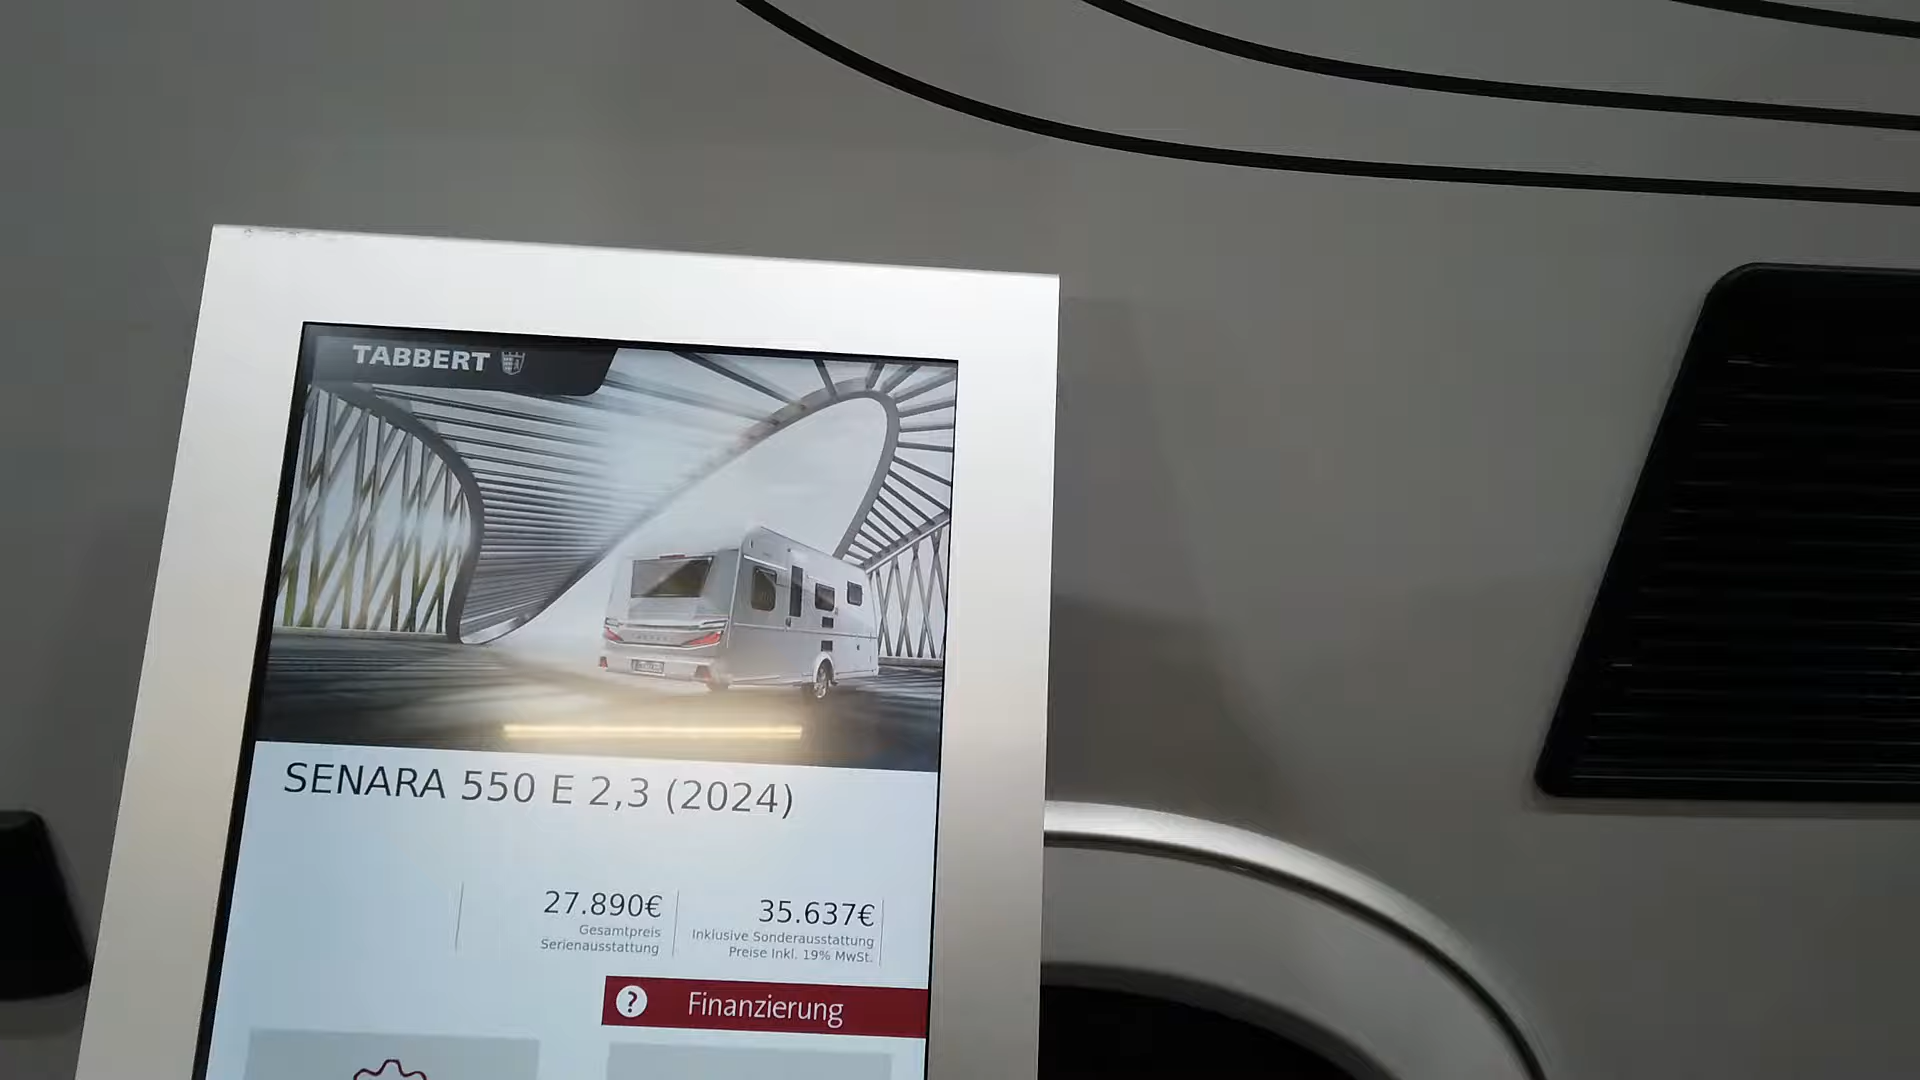 TABBERT
SENARA 550 E 2,3 (2024)
27.890€
Gesamtpreis
Serienausstattung
35.637€
Inklusive Sonderausstattung
Preise Inkl. 19% MwSt.
? Finanzierung